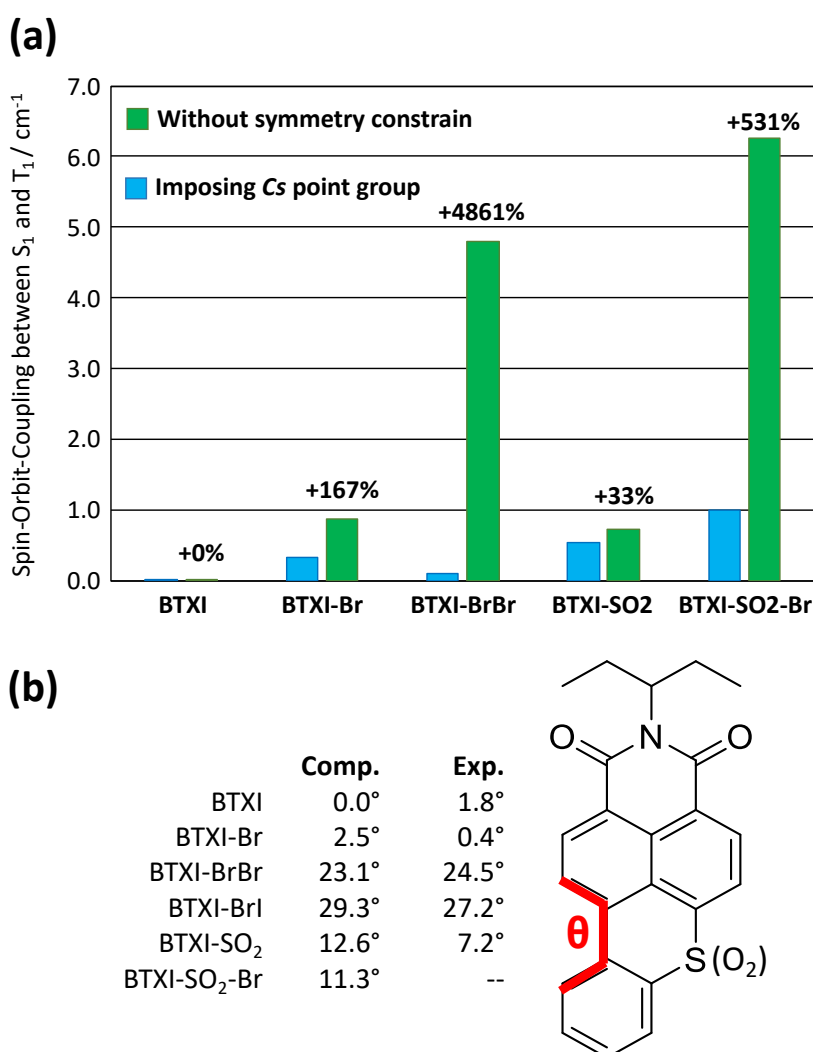 (a)
Spin-Orbit-Coupling between S₁ and T₁ / cm⁻¹
7.0
6.0
5.0
4.0
3.0
2.0
1.0
0.0
Without symmetry constrain
Imposing Cs point group
+0%
+167%
+4861%
+33%
+531%
BTXI BTXI-Br BTXI-BrBr BTXI-SO2 BTXI-SO2-Br
(b)
Comp. Exp.
BTXI 0.0° 1.8°
BTXI-Br 2.5° 0.4°
BTXI-BrBr 23.1° 24.5°
BTXI-BrI 29.3° 27.2°
BTXI-SO₂ 12.6° 7.2°
BTXI-SO₂-Br 11.3° --
O N O
θ
S(O₂)